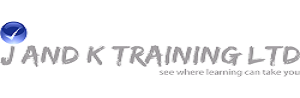 J AND K TRAINING LTD
see where learning can take you